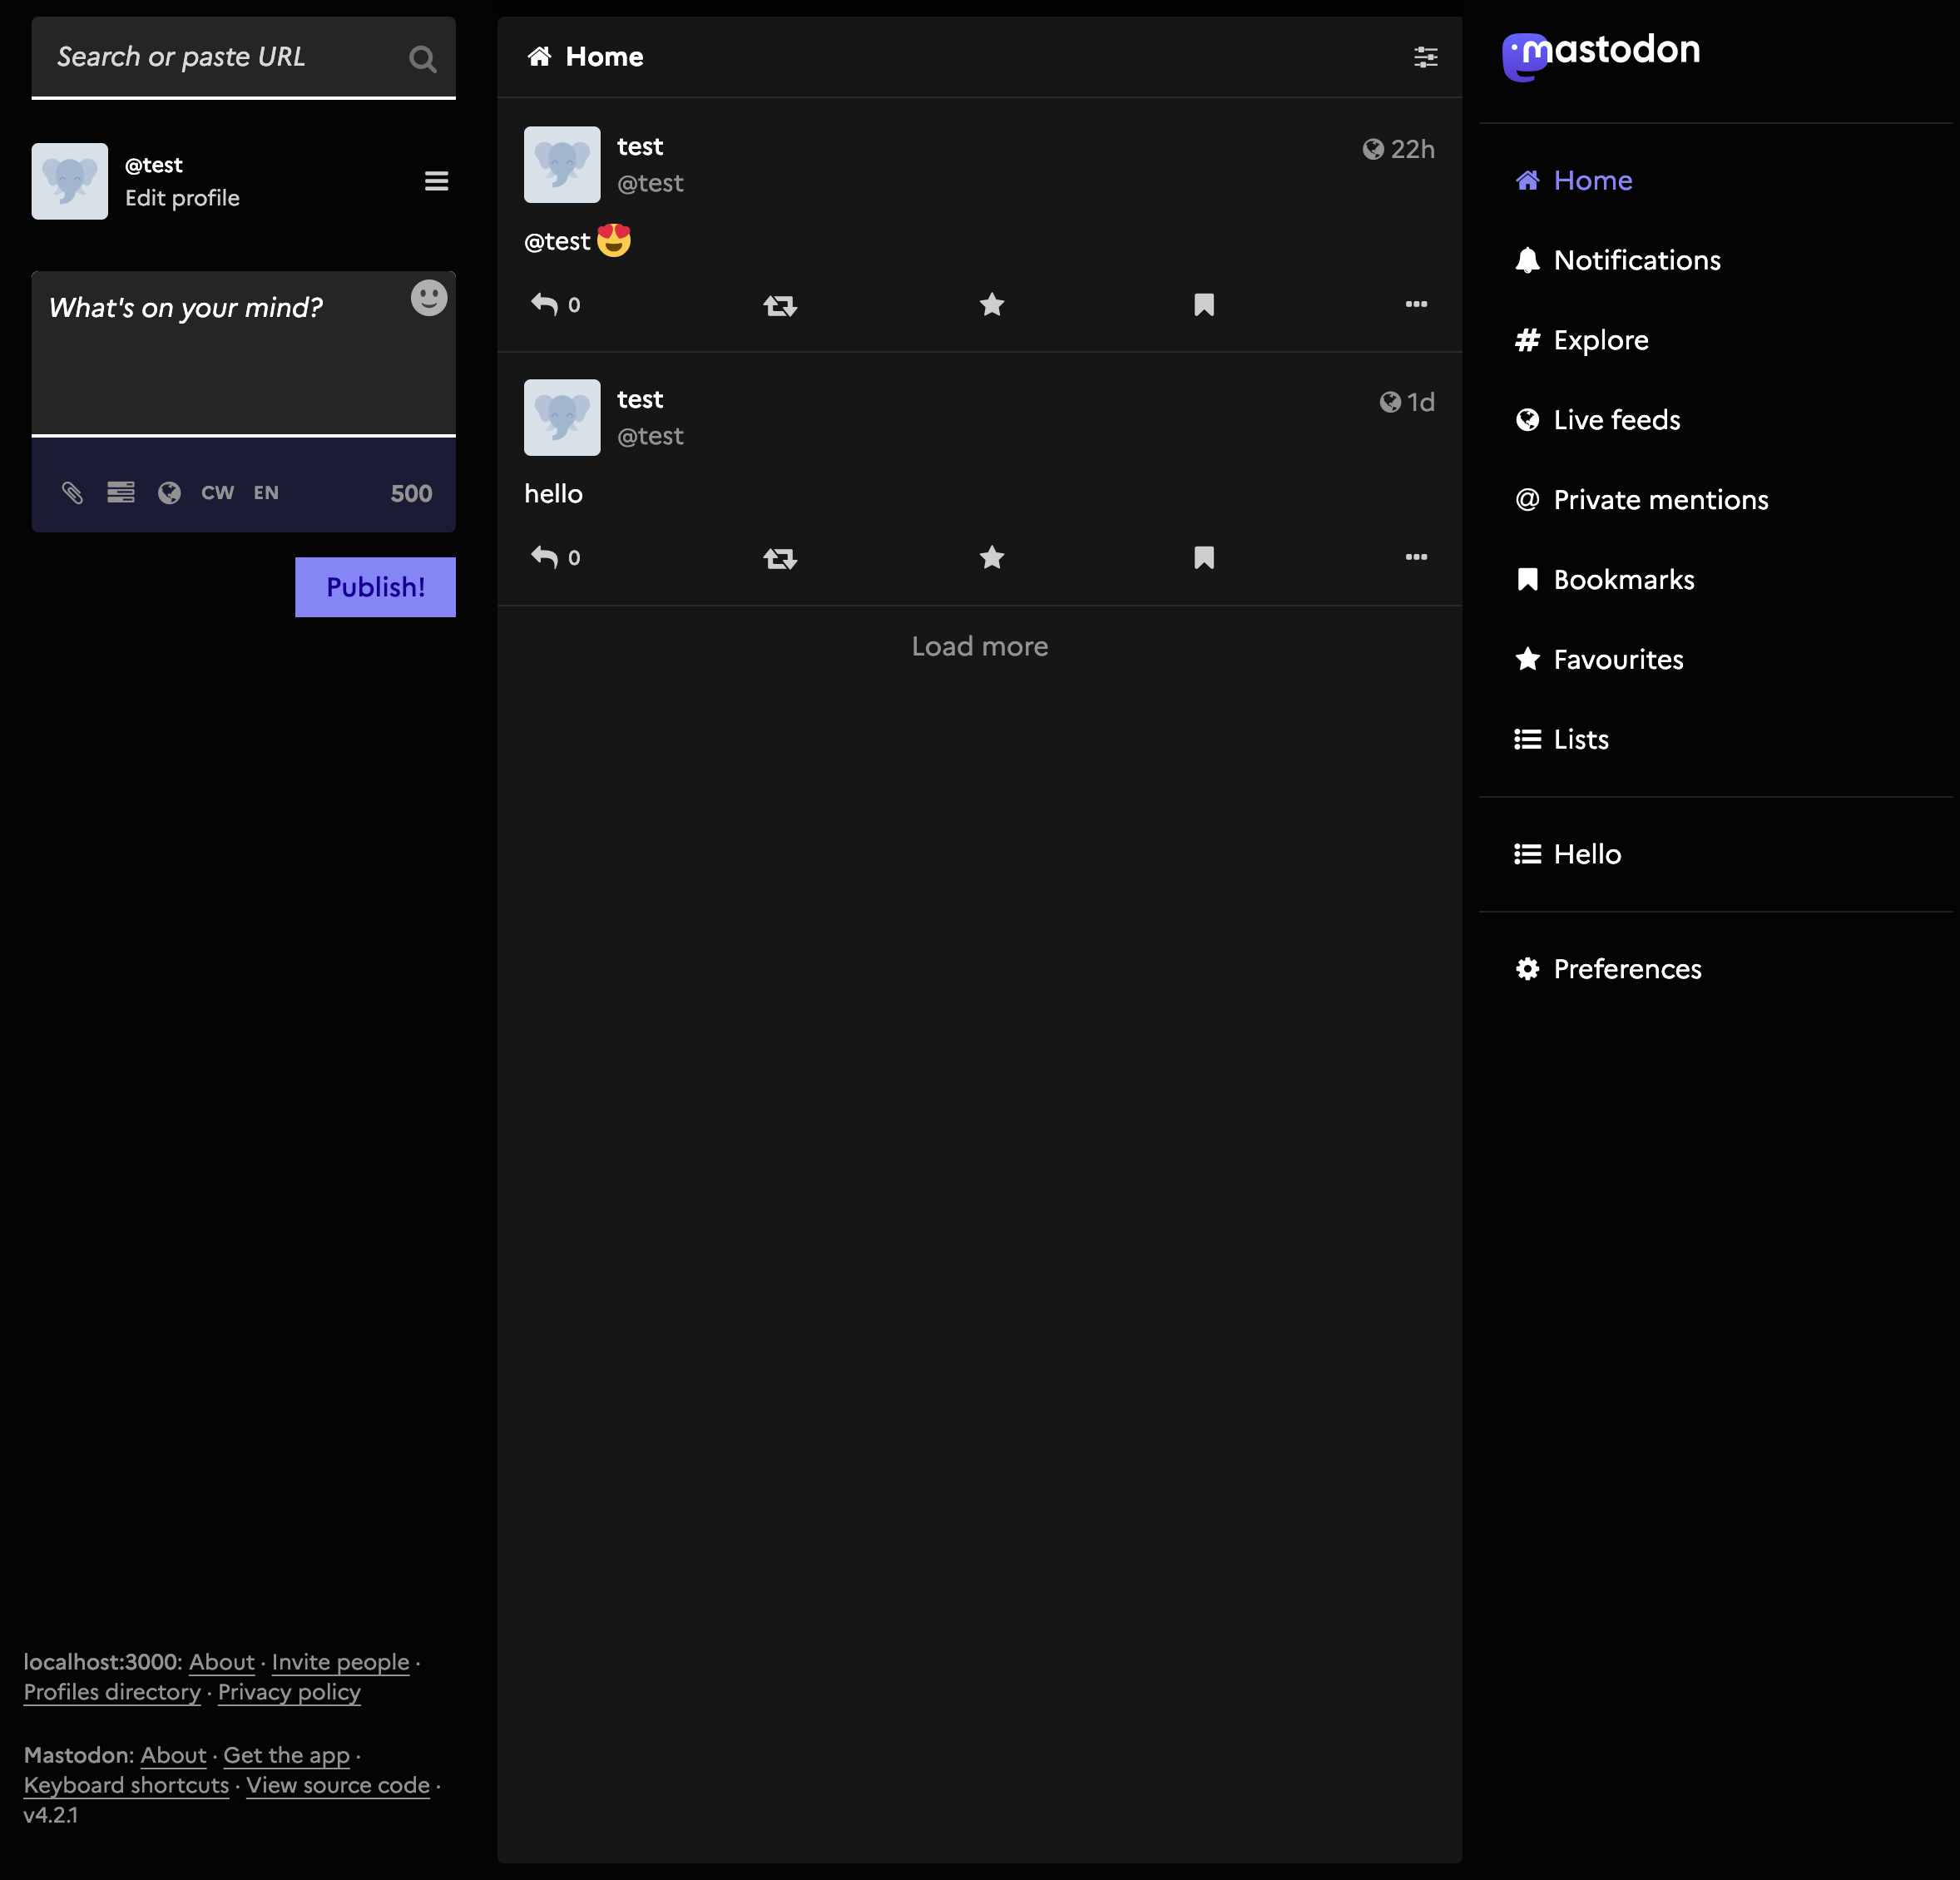 Search or paste URL
@test
Edit profile
What's on your mind?
CW EN 500
Publish!
localhost:3000: About · Invite people ·
Profiles directory · Privacy policy
Mastodon: About · Get the app ·
Keyboard shortcuts · View source code ·
v4.2.1
Home
test 22h
@test
@test 😍
0
test 1d
@test
hello
0
Load more
mastodon
Home
Notifications
Explore
Live feeds
Private mentions
Bookmarks
Favourites
Lists
Hello
Preferences